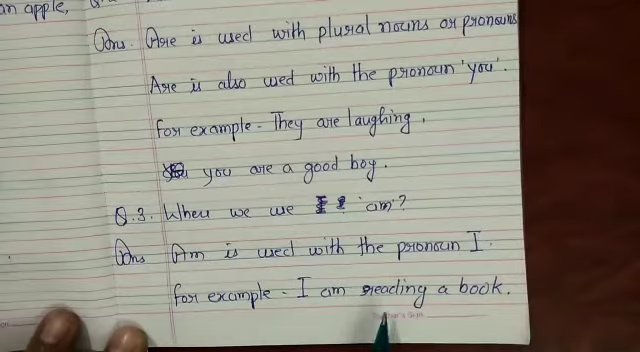 an apple,
Ans. Are is used with plural nouns or pronouns
Are is also used with the pronoun 'you'.
For example - They are laughing.
you are a good boy.
Q.3. When we use 'am'?
Ans Am is used with the pronoun I.
For example - I am reading a book.
Teacher's Sign